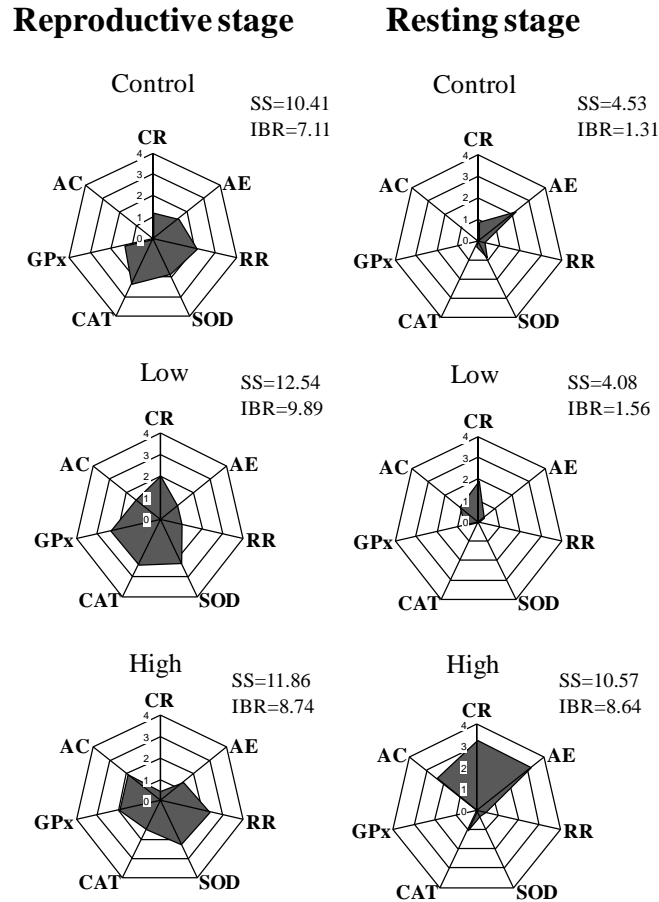 Reproductive stage
Resting stage
Control
SS=10.41
IBR=7.11
CR
AE
RR
SOD
CAT
GPx
AC
4
3
2
1
0
Control
SS=4.53
IBR=1.31
CR
AE
RR
SOD
CAT
GPx
AC
4
3
2
1
0
Low
SS=12.54
IBR=9.89
CR
AE
RR
SOD
CAT
GPx
AC
4
3
2
1
0
Low
SS=4.08
IBR=1.56
CR
AE
RR
SOD
CAT
GPx
AC
4
3
2
1
0
High
SS=11.86
IBR=8.74
CR
AE
RR
SOD
CAT
GPx
AC
4
3
2
1
0
High
SS=10.57
IBR=8.64
CR
AE
RR
SOD
CAT
GPx
AC
4
3
2
1
0